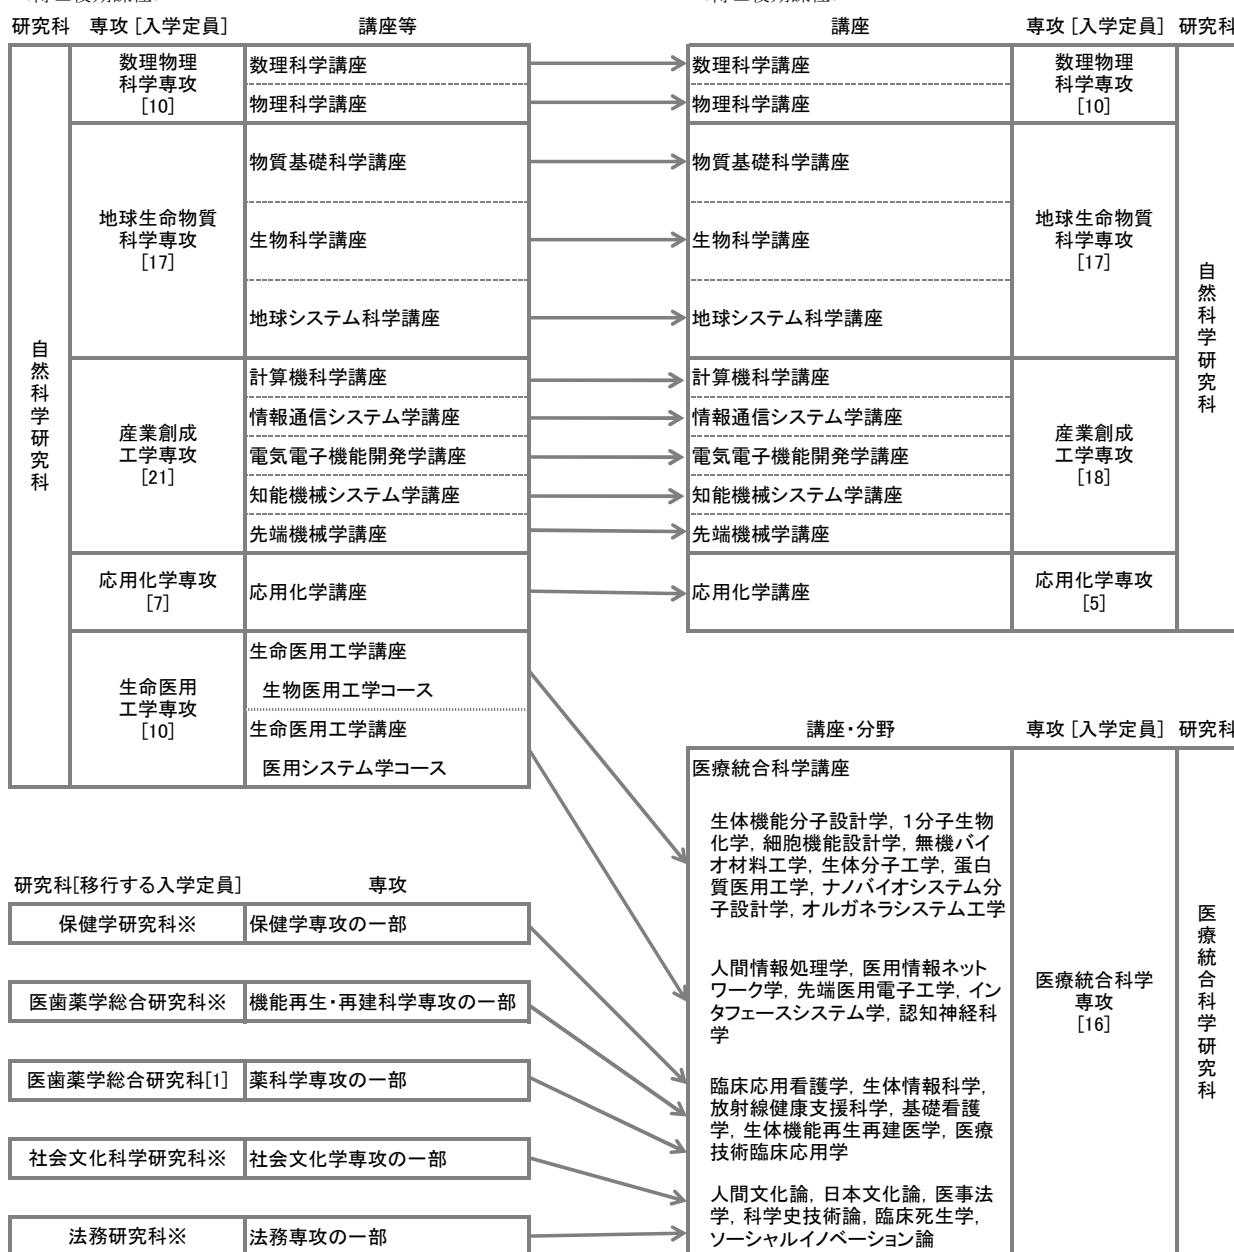 研究科 専攻 [入学定員] 講座等
自然科学研究科
数理物理
科学専攻
[10]
数理科学講座
物理科学講座
地球生命物質
科学専攻
[17]
物質基礎科学講座
生物科学講座
地球システム科学講座
産業創成
工学専攻
[21]
計算機科学講座
情報通信システム学講座
電気電子機能開発学講座
知能機械システム学講座
先端機械学講座
応用化学専攻
[7]
応用化学講座
生命医用
工学専攻
[10]
生命医用工学講座
生物医用工学コース
生命医用工学講座
医用システム学コース
研究科[移行する入学定員] 専攻
保健学研究科※ 保健学専攻の一部
医歯薬学総合研究科※ 機能再生・再建科学専攻の一部
医歯薬学総合研究科[1] 薬科学専攻の一部
社会文化科学研究科※ 社会文化学専攻の一部
法務研究科※ 法務専攻の一部
講座 専攻 [入学定員] 研究科
数理科学講座
物理科学講座
数理物理
科学専攻
[10]
物質基礎科学講座
生物科学講座
地球システム科学講座
地球生命物質
科学専攻
[17]
計算機科学講座
情報通信システム学講座
電気電子機能開発学講座
知能機械システム学講座
先端機械学講座
産業創成
工学専攻
[18]
応用化学講座
応用化学専攻
[5]
自然科学研究科
講座・分野 専攻 [入学定員] 研究科
医療統合科学講座
生体機能分子設計学, 1分子生物
化学, 細胞機能設計学, 無機バイ
オ材料工学, 生体分子工学, 蛋白
質医用工学, ナノバイオシステム分
子設計学, オルガネラシステム工学
人間情報処理学, 医用情報ネット
ワーク学, 先端医用電子工学, イン
タフェースシステム学, 認知神経科
学
臨床応用看護学, 生体情報科学,
放射線健康支援科学, 基礎看護
学, 生体機能再生再建医学, 医療
技術臨床応用学
人間文化論, 日本文化論, 医事法
学, 科学史技術論, 臨床死生学,
ソーシャルイノベーション論
医療統合科学
専攻
[16]
医療統合科学研究科